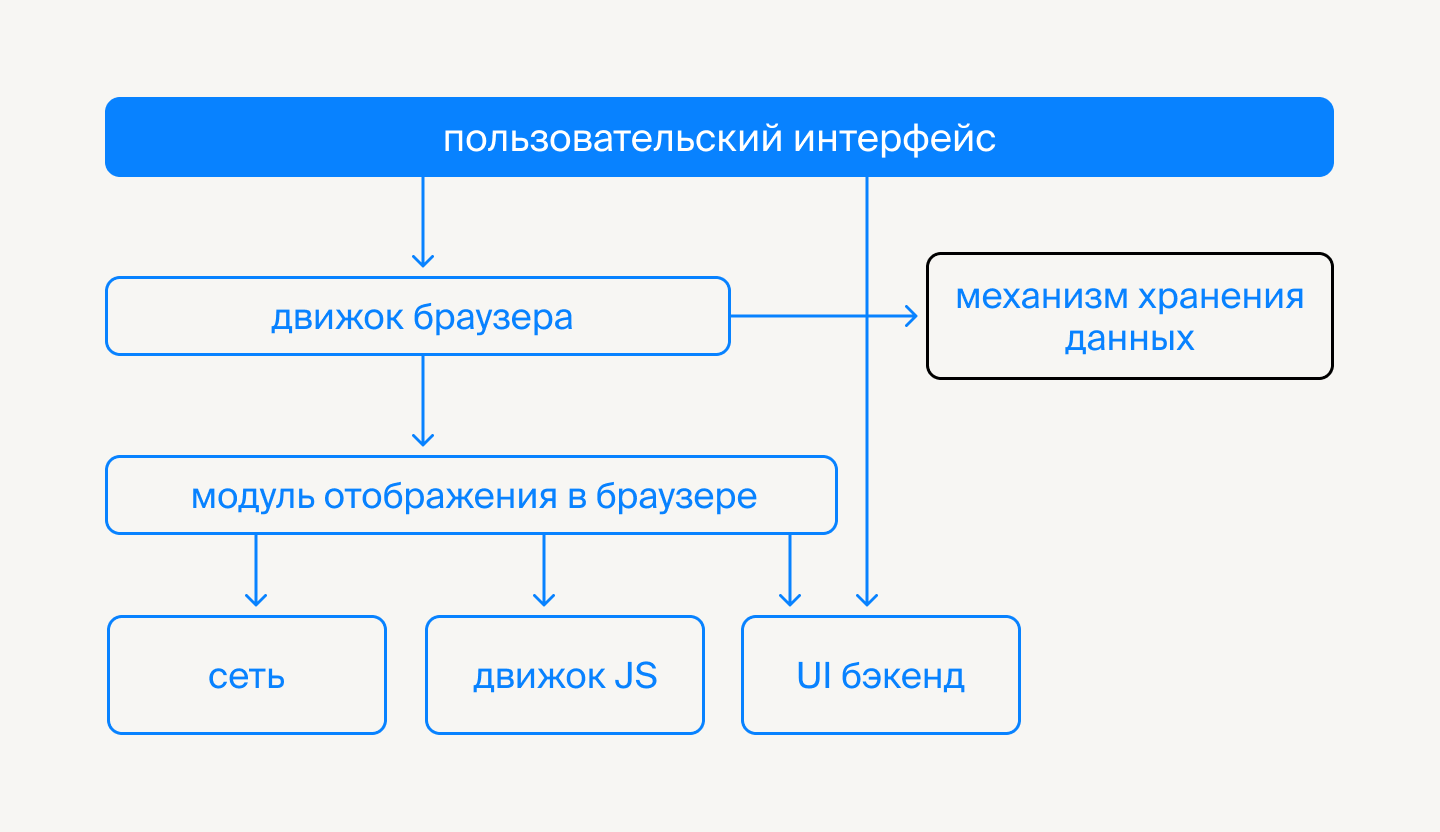 пользовательский интерфейс
движок браузера
механизм хранения
данных
модуль отображения в браузере
сеть
движок JS
UI бэкенд